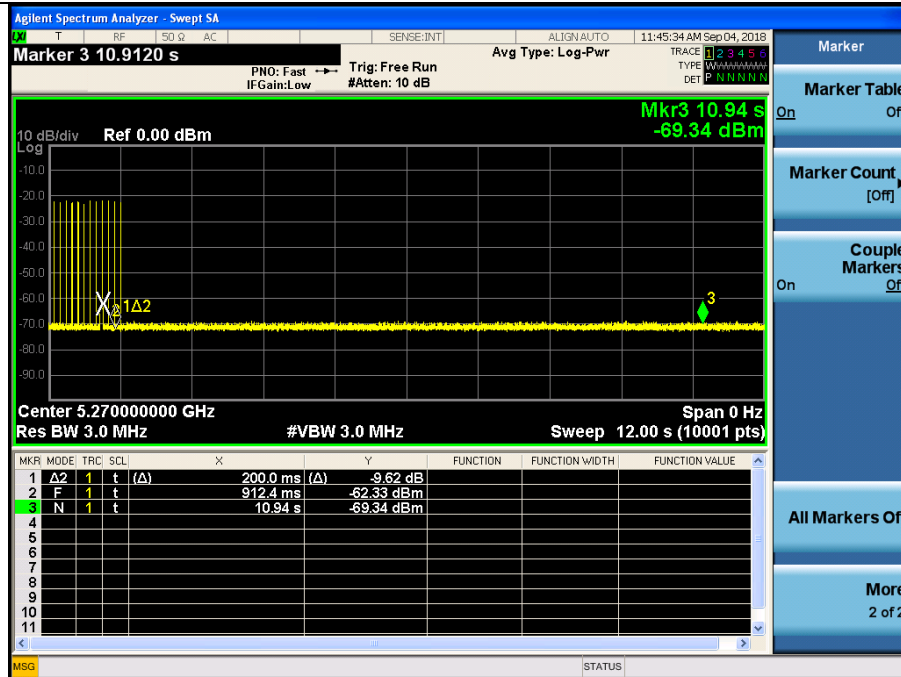 Agilent Spectrum Analyzer - Swept SA
LXI T RF 50 Ω AC SENSE:INT ALIGNAUTO 11:45:34 AM Sep 04, 2018
Marker 3 10.9120 s
PNO: Fast
IFGain:Low
Trig: Free Run
#Atten: 10 dB
Avg Type: Log-Pwr
TRACE 1 2 3 4 5 6
TYPE
DET P N N N N N
Mkr3 10.94 s
-69.34 dBm
10 dB/div Ref 0.00 dBm
Log
-10.0
-20.0
-30.0
-40.0
-50.0
-60.0
-70.0
-80.0
-90.0
X 2 1Δ2
3
Center 5.270000000 GHz Span 0 Hz
Res BW 3.0 MHz #VBW 3.0 MHz Sweep 12.00 s (10001 pts)
MKR MODE TRC SCL X Y FUNCTION FUNCTION WIDTH FUNCTION VALUE
1 Δ2 1 t (Δ) 200.0 ms (Δ) -9.62 dB
2 F 1 t 912.4 ms -62.33 dBm
3 N 1 t 10.94 s -69.34 dBm
4
5
6
7
8
9
10
11
MSG STATUS
Marker
Marker Table
On Of
Marker Count
[Off]
Couple
Markers
On Of
All Markers Of
More
2 of 2